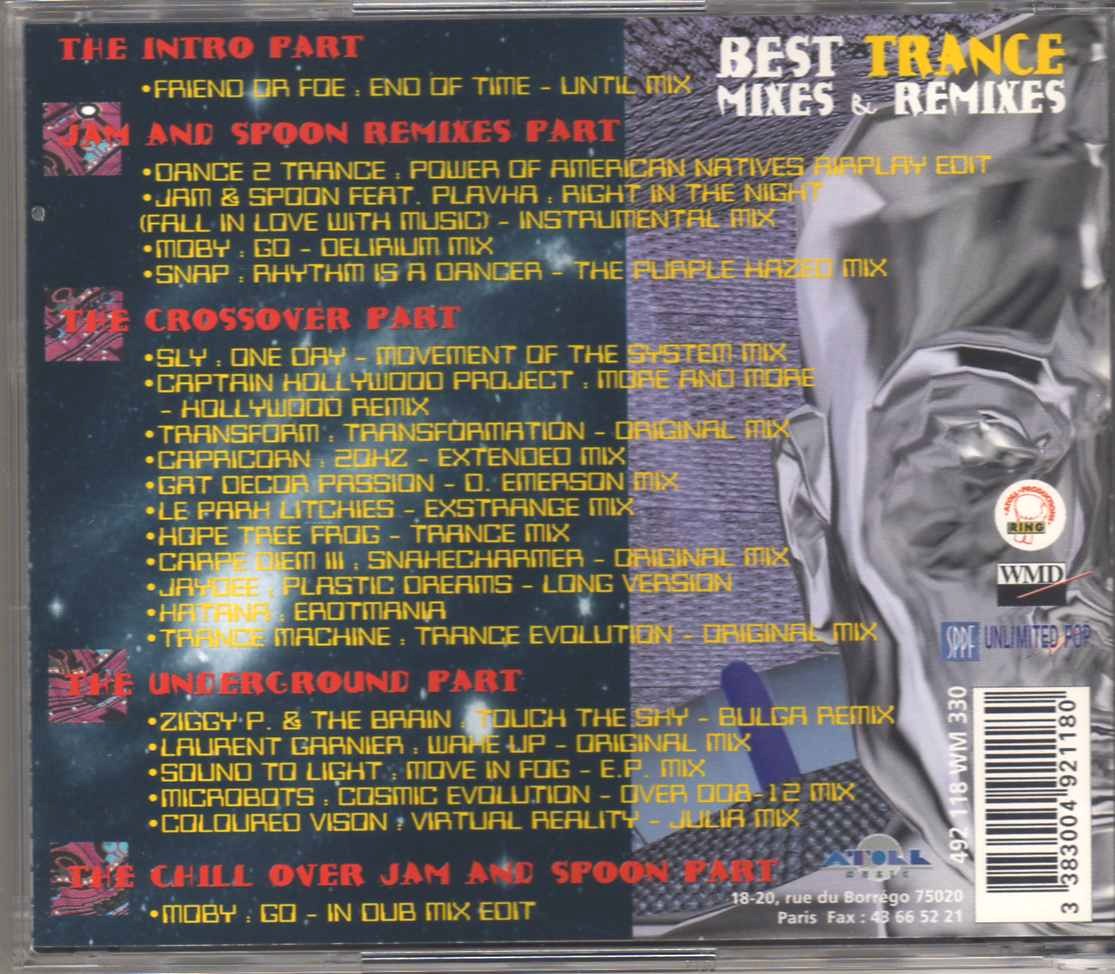 THE INTRO PART
•FRIEND OR FOE : END OF TIME - UNTIL MIX
BEST TRANCE
MIXES & REMIXES
JAM AND SPOON REMIXES PART
•DANCE 2 TRANCE : POWER OF AMERICAN NATIVES AIRPLAY EDIT
•JAM & SPOON FEAT. PLAVKA : RIGHT IN THE NIGHT
(FALL IN LOVE WITH MUSIC) - INSTRUMENTAL MIX
•MOBY : GO - DELIRIUM MIX
•SNAP : RHYTHM IS A DANCER - THE PURPLE HAZED MIX
THE CROSSOVER PART
•SLY : ONE DAY - MOVEMENT OF THE SYSTEM MIX
•CAPTAIN HOLLYWOOD PROJECT : MORE AND MORE
- HOLLYWOOD REMIX
•TRANSFORM : TRANSFORMATION - ORIGINAL MIX
•CAPRICORN : 20HZ - EXTENDED MIX
•GAT DECOR PASSION - D. EMERSON MIX
•LE PARK LITCHIES - EXSTRANGE MIX
•HOPE TREE FROG - TRANCE MIX
•CARPE DIEM III : SNAKECHARMER - ORIGINAL MIX
•JAYDEE : PLASTIC DREAMS - LONG VERSION
•KATANA : EROTMANIA
•TRANCE MACHINE : TRANCE EVOLUTION - ORIGINAL MIX
THE UNDERGROUND PART
•ZIGGY P. & THE BRAIN : TOUCH THE SKY - BULGA REMIX
•LAURENT GARNIER : WAKE UP - ORIGINAL MIX
•SOUND TO LIGHT : MOVE IN FOG - E.P. MIX
•MICROBOTS : COSMIC EVOLUTION - OVER 008-12 MIX
•COLOURED VISON : VIRTUAL REALITY - JULIA MIX
THE CHILL OVER JAM AND SPOON PART
•MOBY : GO - IN DUB MIX EDIT
RING
WMD
SPPF UNLIMITED POP
492 118 WM 330
3 383004 921180
ATOLL
MUSIC
18-20, rue du Borrégo 75020
Paris Fax : 43 66 52 21